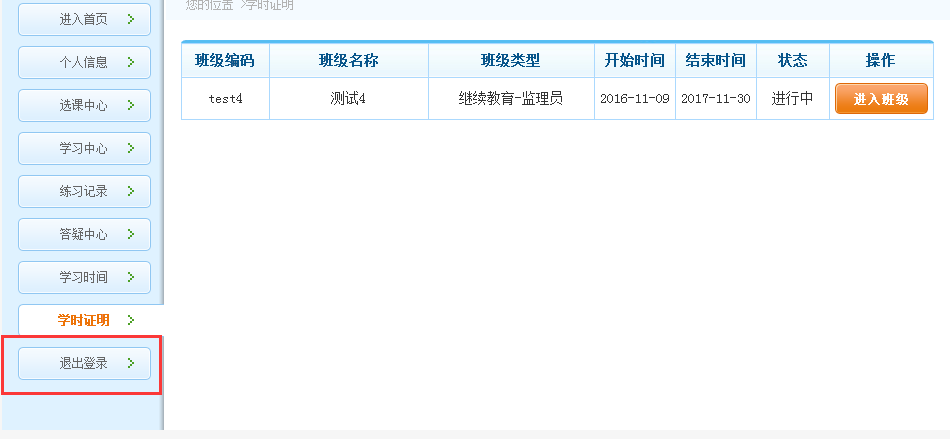 您的位置 >学时证明
进入首页
个人信息
选课中心
学习中心
练习记录
答疑中心
学习时间
学时证明
退出登录
班级编码 班级名称 班级类型 开始时间 结束时间 状态 操作
test4 测试4 继续教育-监理员 2016-11-09 2017-11-30 进行中 进入班级